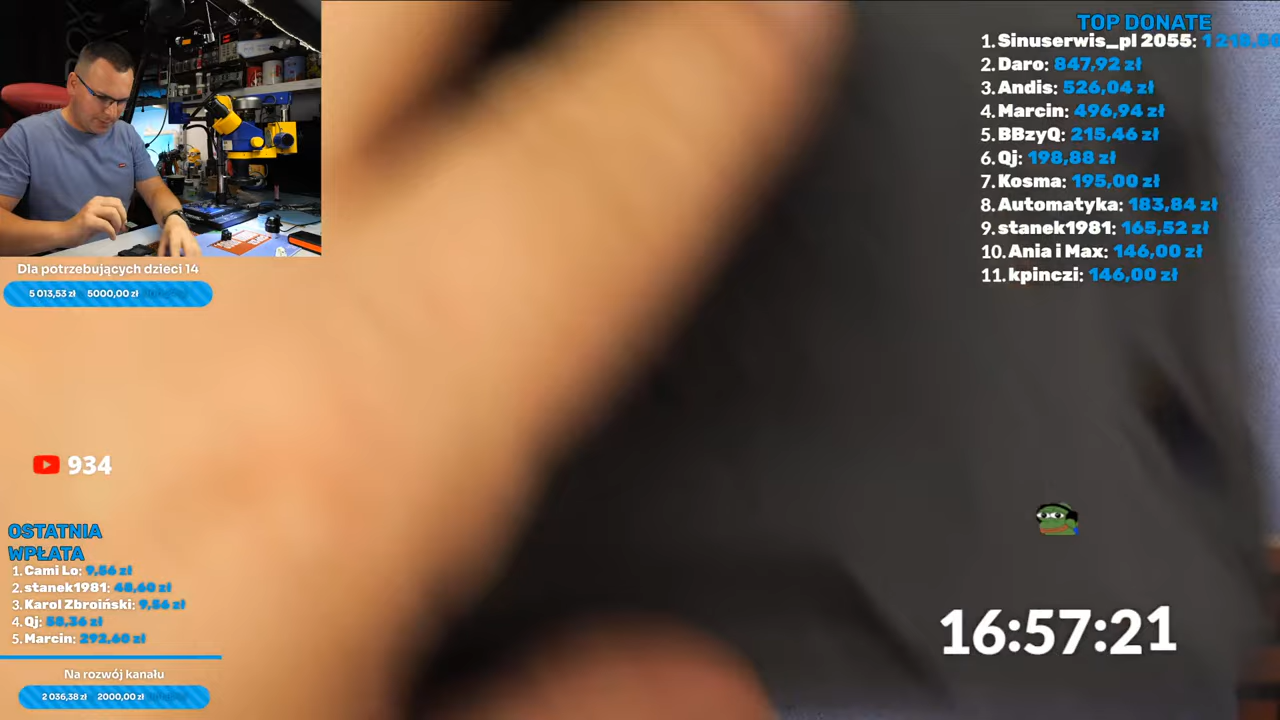 TOP DONATE
1. Sinuserwis_pl 2055:
2. Daro: 847,92 zł
3. Andis: 526,04 zł
4. Marcin: 496,94 zł
5. BBzyQ: 215,46 zł
6. Qj: 198,88 zł
7. Kosma: 195,00 zł
8. Automatyka: 183,84 zł
9. stanek1981: 165,52 zł
10. Ania i Max: 146,00 zł
11. kpinczi: 146,00 zł
Dla potrzebujących dzieci 14
5 013,53 zł 5000,00 zł
934
OSTATNIA
WPŁATA
1. Cami Lo: 9,56 zł
2. stanek1981: 48,60 zł
3. Karol Zbroiński: 9,56 zł
4. Qj: 58,36 zł
5. Marcin: 292,60 zł
Na rozwój kanału
2 036,38 zł 2000,00 zł
16:57:21